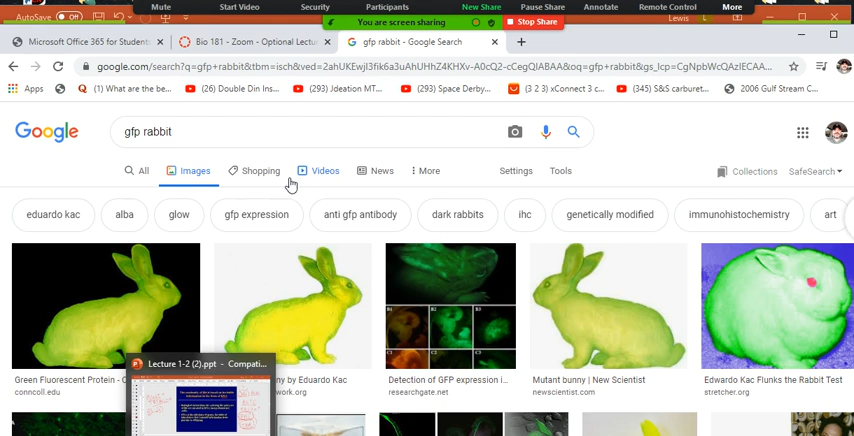 Mute Start Video Security Participants New Share Pause Share Annotate Remote Control More
AutoSave Off Lewis L
You are screen sharing Stop Share
Microsoft Office 365 for Student: Bio 181 - Zoom - Optional Lectu gfp rabbit - Google Search
google.com/search?q=gfp+rabbit&tbm=isch&ved=2ahUKEwjI3fik6a3uAhUHhZ4KHXv-A0cQ2-cCegQIABAA&oq=gfp+rabbit&gs_lcp=CgNpbWcQAzIECAA...
Apps (1) What are the be... (26) Double Din Ins... (293) Jdeation MT... (293) Space Derby... (3 2 3) xConnect 3 c... (345) S&S carburet... 2006 Gulf Stream C...
Google gfp rabbit
All Images Shopping Videos News More Settings Tools Collections SafeSearch
eduardo kac alba glow gfp expression anti gfp antibody dark rabbits ihc genetically modified immunohistochemistry art
Green Fluorescent Protein - C
ny by Eduardo Kac
Detection of GFP expression i...
Mutant bunny | New Scientist
Edwardo Kac Flunks the Rabbit Test
conncoll.edu
work.org
researchgate.net
newscientist.com
stretcher.org
Lecture 1-2 (2).ppt - Compati...